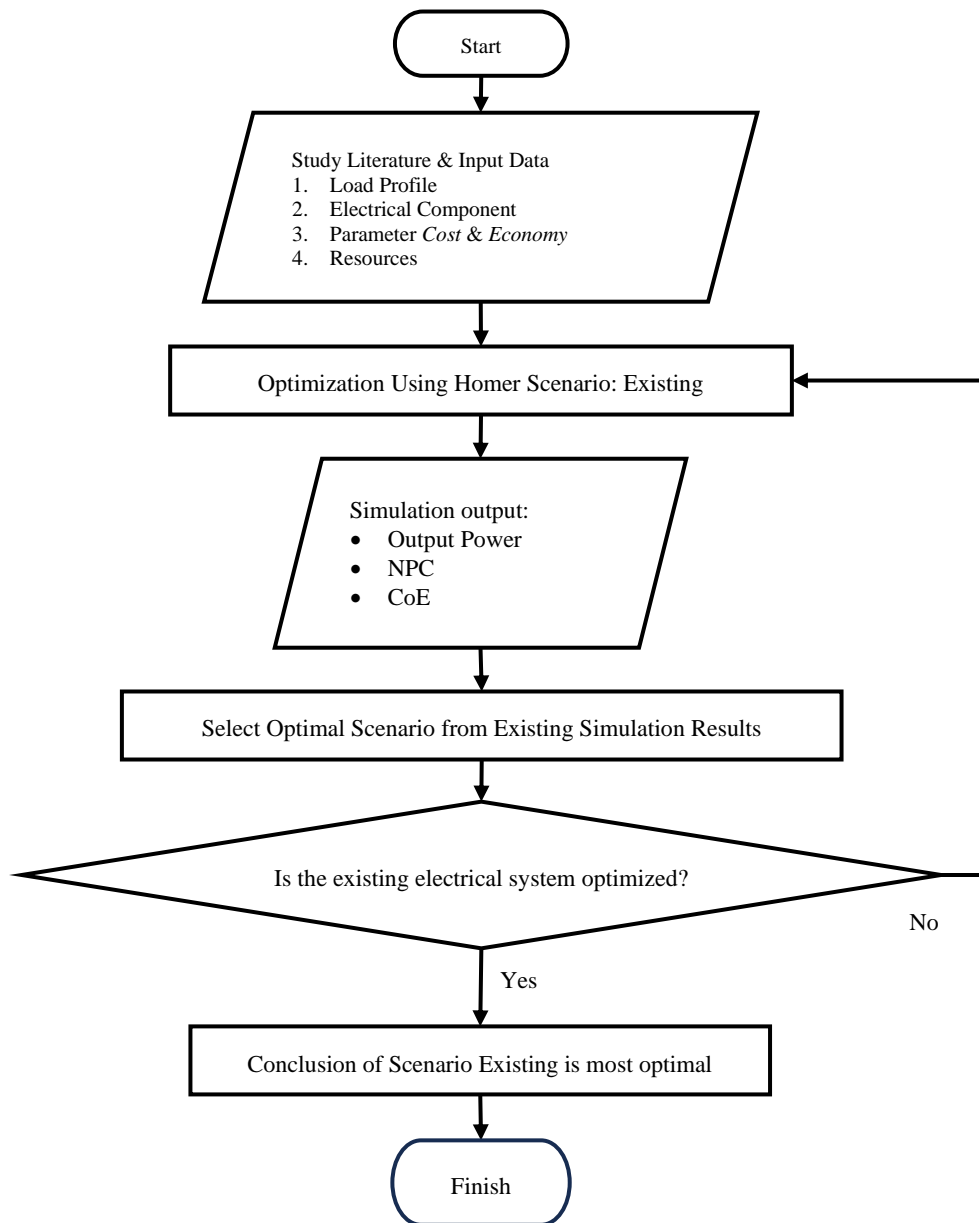 Start
Study Literature & Input Data
1. Load Profile
2. Electrical Component
3. Parameter Cost & Economy
4. Resources
Optimization Using Homer Scenario: Existing
Simulation output:
• Output Power
• NPC
• CoE
Select Optimal Scenario from Existing Simulation Results
Is the existing electrical system optimized?
No
Yes
Conclusion of Scenario Existing is most optimal
Finish